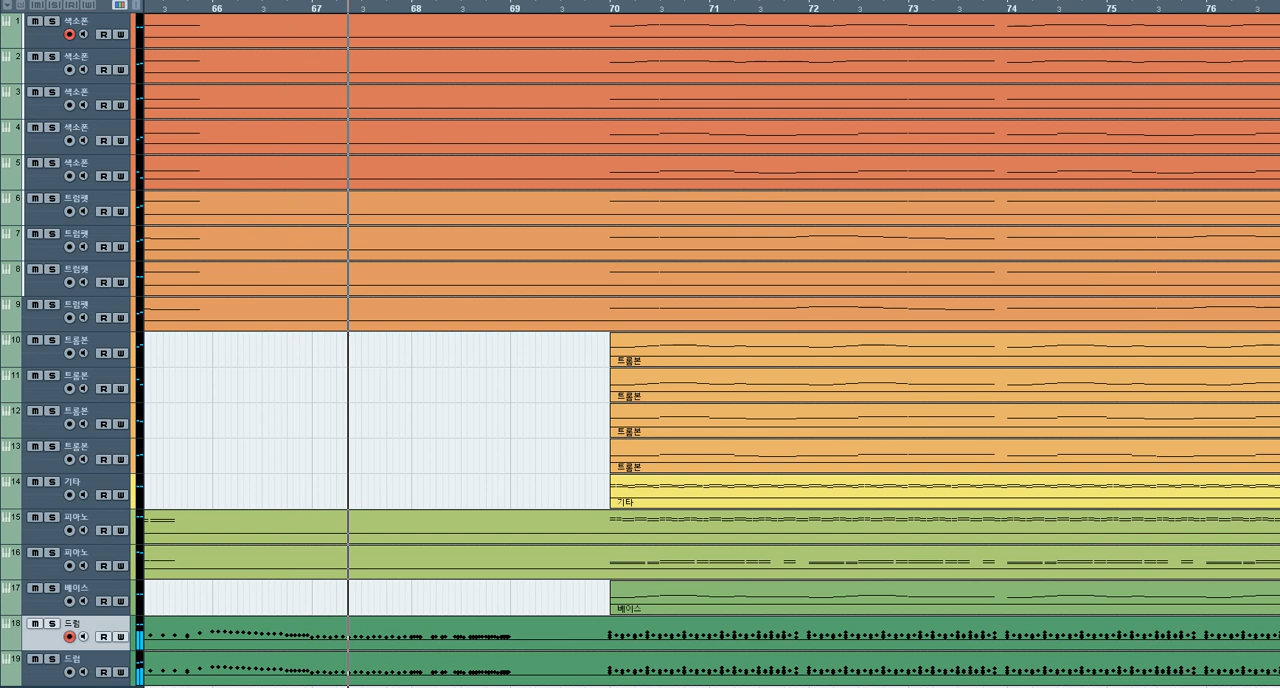 M S R W
3 66 3 67 3 68 3 69 3 70 3 71 3 72 3 73 3 74 3 75 3 76 3
1 M S 색소폰
R W
2 M S 색소폰
R W
3 M S 색소폰
R W
4 M S 색소폰
R W
5 M S 색소폰
R W
6 M S 트럼펫
R W
7 M S 트럼펫
R W
8 M S 트럼펫
R W
9 M S 트럼펫
R W
10 M S 트롬본
R W
트롬본
11 M S 트롬본
R W
트롬본
12 M S 트롬본
R W
트롬본
13 M S 트롬본
R W
트롬본
14 M S 기타
R W
기타
15 M S 피아노
R W
16 M S 피아노
R W
17 M S 베이스
R W
베이스
18 M S 드럼
R W
19 M S 드럼
R W